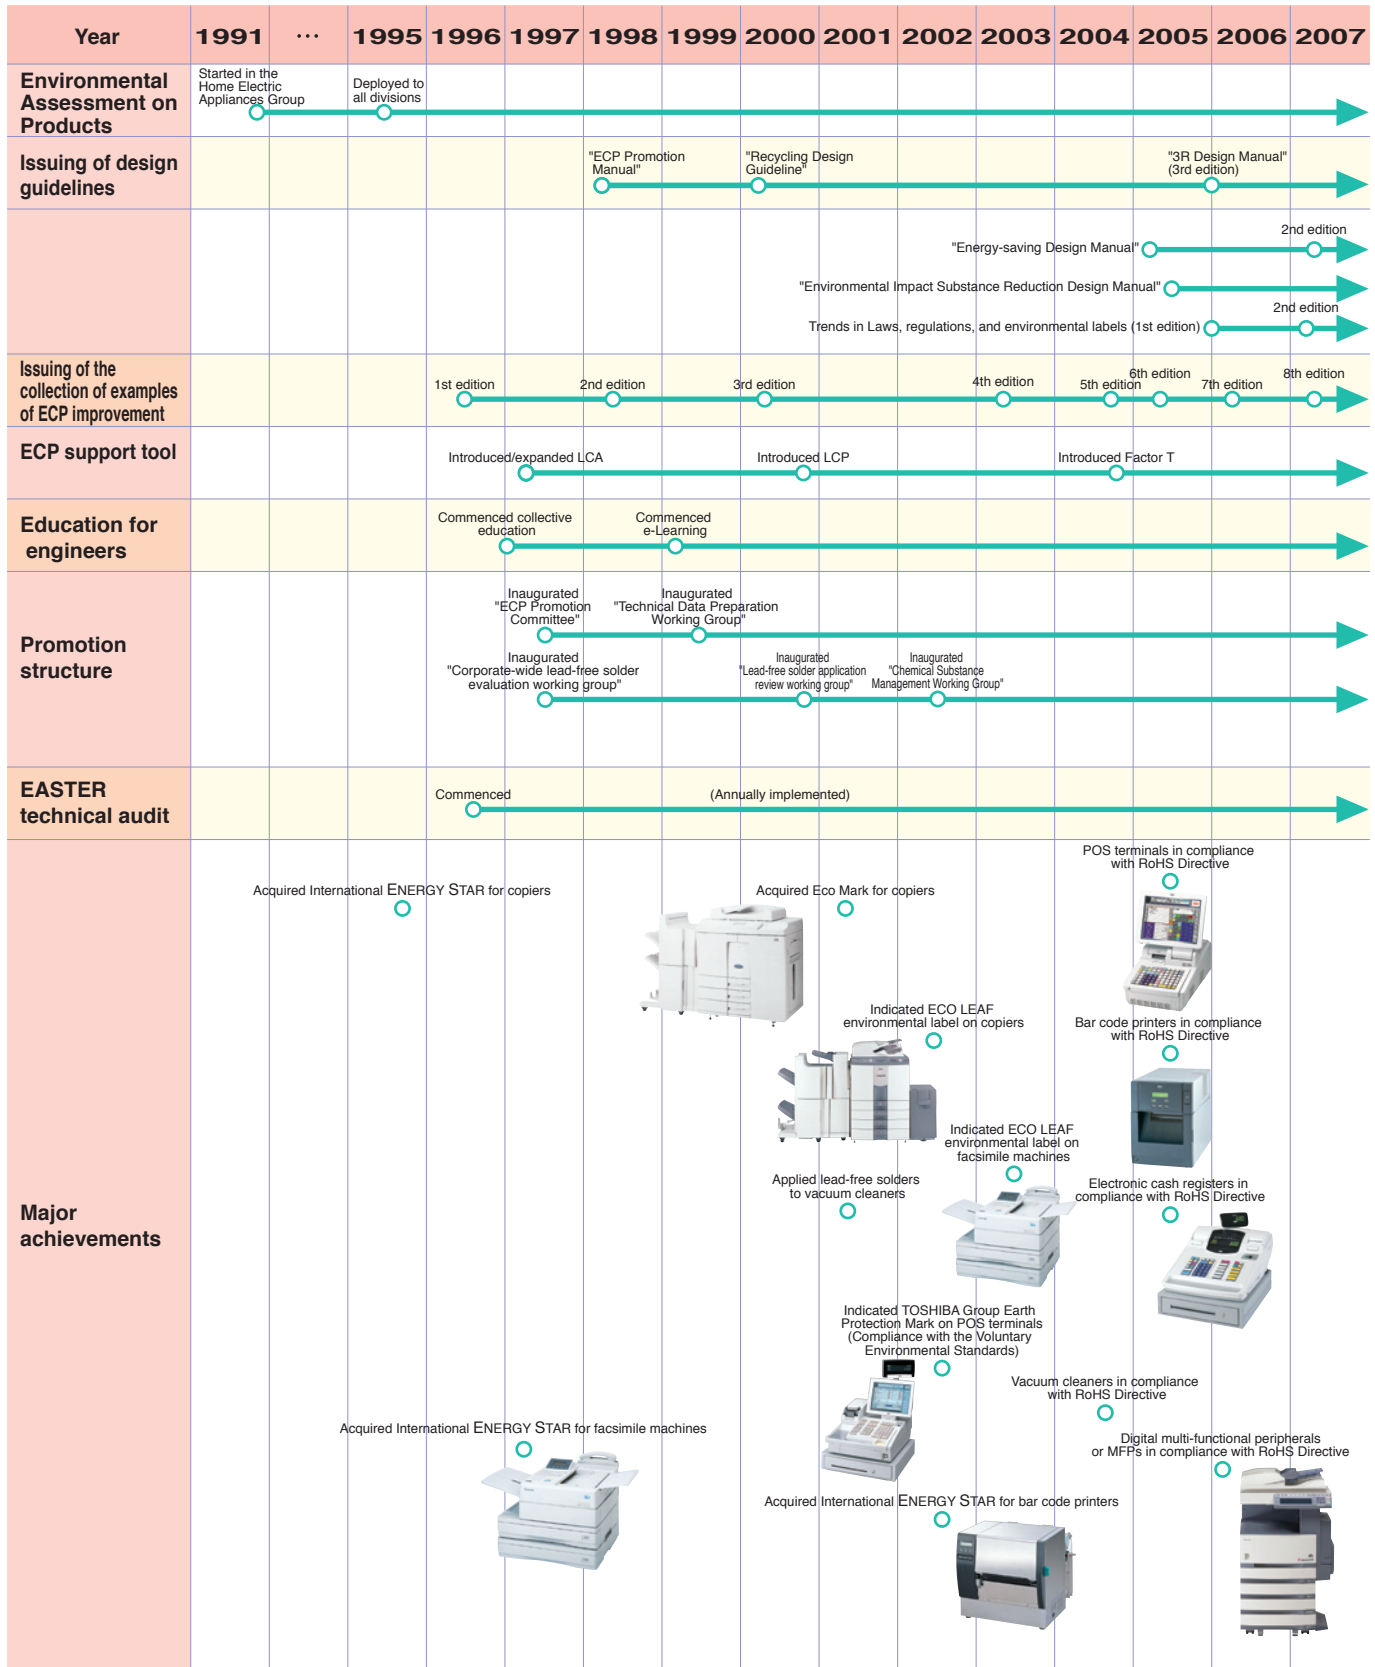 Year 1991 … 1995 1996 1997 1998 1999 2000 2001 2002 2003 2004 2005 2006 2007
Environmental
Assessment on
Products
Started in the
Home Electric
Appliances Group
Deployed to
all divisions
Issuing of design
guidelines
"ECP Promotion
Manual"
"Recycling Design
Guideline"
"3R Design Manual"
(3rd edition)
2nd edition
"Energy-saving Design Manual"
"Environmental Impact Substance Reduction Design Manual"
2nd edition
Trends in Laws, regulations, and environmental labels (1st edition)
Issuing of the
collection of examples
of ECP improvement
1st edition
2nd edition
3rd edition
4th edition
5th edition
6th edition
7th edition
8th edition
ECP support tool
Introduced/expanded LCA
Introduced LCP
Introduced Factor T
Education for
engineers
Commenced collective
education
Commenced
e-Learning
Promotion
structure
Inaugurated
"ECP Promotion
Committee"
Inaugurated
"Technical Data Preparation
Working Group"
Inaugurated
"Corporate-wide lead-free solder
evaluation working group"
Inaugurated
"Lead-free solder application
review working group"
Inaugurated
"Chemical Substance
Management Working Group"
EASTER
technical audit
Commenced
(Annually implemented)
Major
achievements
POS terminals in compliance
with RoHS Directive
Acquired International ENERGY STAR for copiers
Acquired Eco Mark for copiers
Indicated ECO LEAF
environmental label on copiers
Bar code printers in compliance
with RoHS Directive
Indicated ECO LEAF
environmental label on
facsimile machines
Applied lead-free solders
to vacuum cleaners
Electronic cash registers in
compliance with RoHS Directive
Indicated TOSHIBA Group Earth
Protection Mark on POS terminals
(Compliance with the Voluntary
Environmental Standards)
Vacuum cleaners in compliance
with RoHS Directive
Acquired International ENERGY STAR for facsimile machines
Digital multi-functional peripherals
or MFPs in compliance with RoHS Directive
Acquired International ENERGY STAR for bar code printers